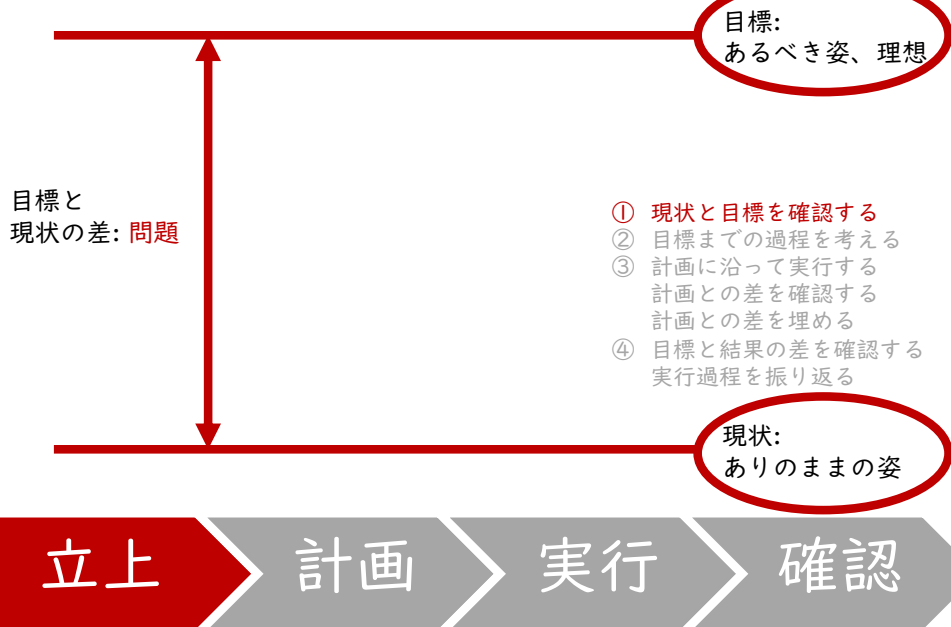 目標:
あるべき姿、理想
目標と
現状の差: 問題
① 現状と目標を確認する
② 目標までの過程を考える
③ 計画に沿って実行する
計画との差を確認する
計画との差を埋める
④ 目標と結果の差を確認する
実行過程を振り返る
現状:
ありのままの姿
立上
計画
実行
確認